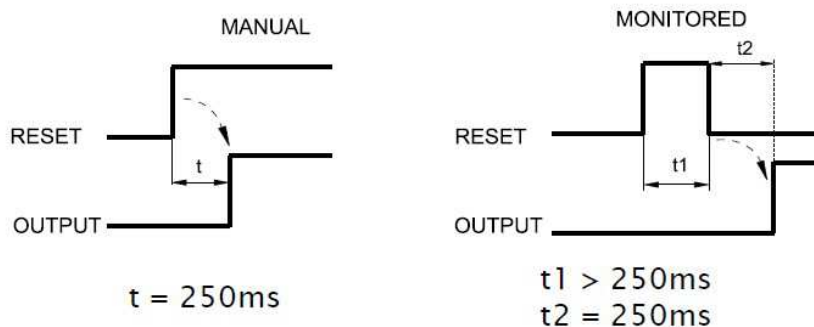 MANUAL
RESET
t
OUTPUT
t = 250ms
MONITORED
t2
RESET
t1
OUTPUT
t1 > 250ms
t2 = 250ms